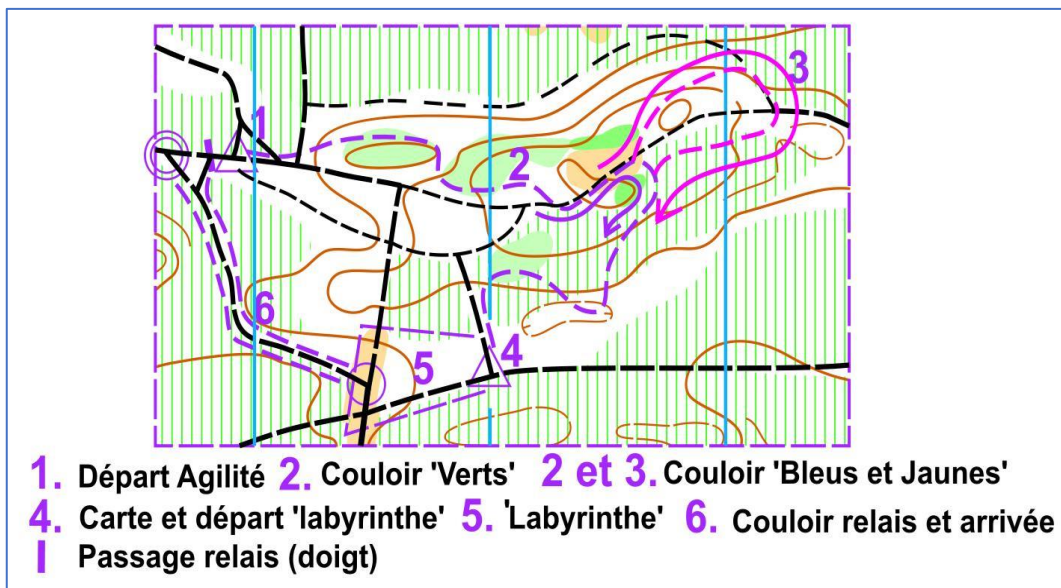 1
3
2
6
5
4
1. Départ Agilité 2. Couloir 'Verts' 2 et 3. Couloir 'Bleus et Jaunes'
4. Carte et départ 'labyrinthe' 5. 'Labyrinthe' 6. Couloir relais et arrivée
Passage relais (doigt)